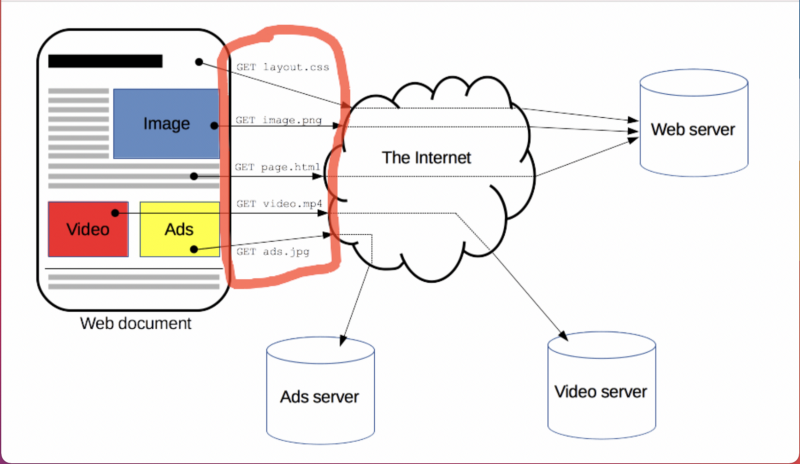 GET layout.css
Image
GET image.png
Web server
The Internet
GET page.html
GET video.mp4
Video
Ads
GET ads.jpg
Web document
Ads server
Video server